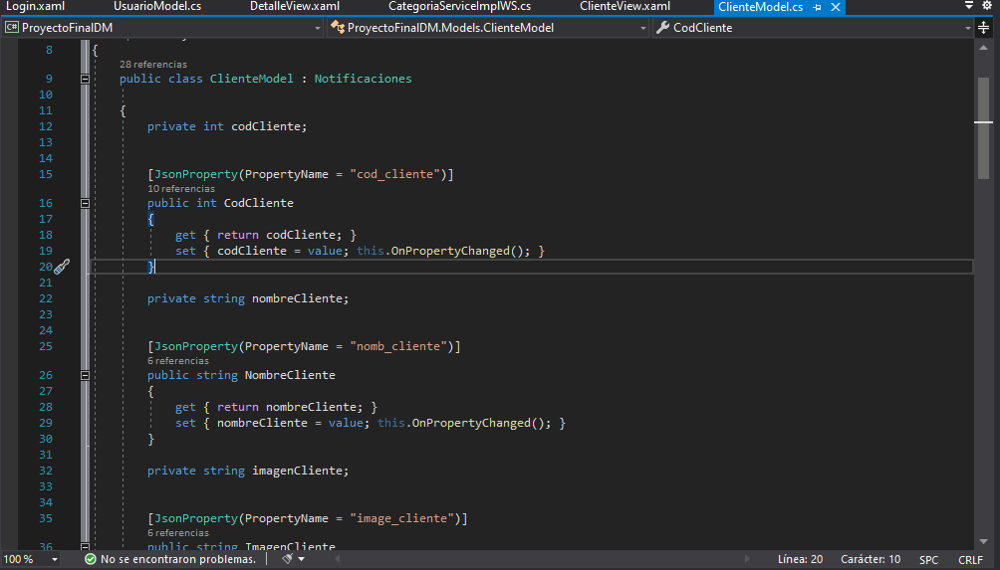 Login.xaml UsuarioModel.cs DetalleView.xaml CategoriaServiceImplWS.cs ClienteView.xaml ClienteModel.cs
C# ProyectoFinalDM ProyectoFinalDM.Models.ClienteModel CodCliente
8 {
28 referencias
9 public class ClienteModel : Notificaciones
10
11 {
12 private int codCliente;
13
14
15 [JsonProperty(PropertyName = "cod_cliente")]
10 referencias
16 public int CodCliente
17 {
18 get { return codCliente; }
19 set { codCliente = value; this.OnPropertyChanged(); }
20 }
21
22 private string nombreCliente;
23
24
25 [JsonProperty(PropertyName = "nomb_cliente")]
6 referencias
26 public string NombreCliente
27 {
28 get { return nombreCliente; }
29 set { nombreCliente = value; this.OnPropertyChanged(); }
30 }
31
32 private string imagenCliente;
33
34
35 [JsonProperty(PropertyName = "image_cliente")]
6 referencias
36 public string ImagenCliente
100 % No se encontraron problemas. Línea: 20 Carácter: 10 SPC CRLF